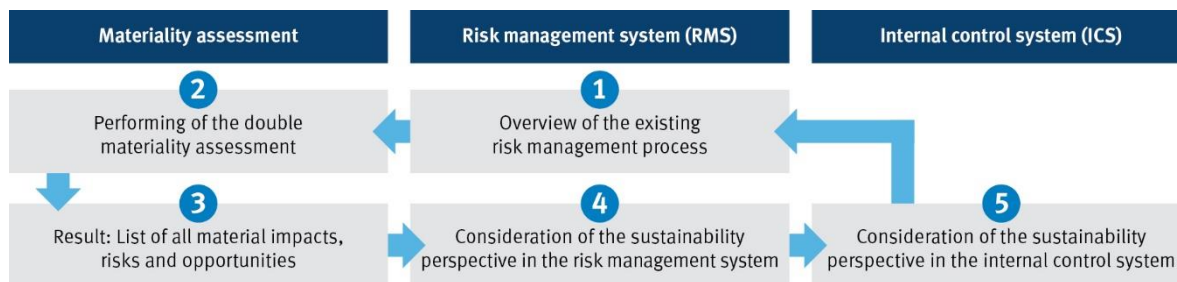 Materiality assessment
Risk management system (RMS)
Internal control system (ICS)
2
Performing of the double
materiality assessment
1
Overview of the existing
risk management process
3
Result: List of all material impacts,
risks and opportunities
4
Consideration of the sustainability
perspective in the risk management system
5
Consideration of the sustainability
perspective in the internal control system